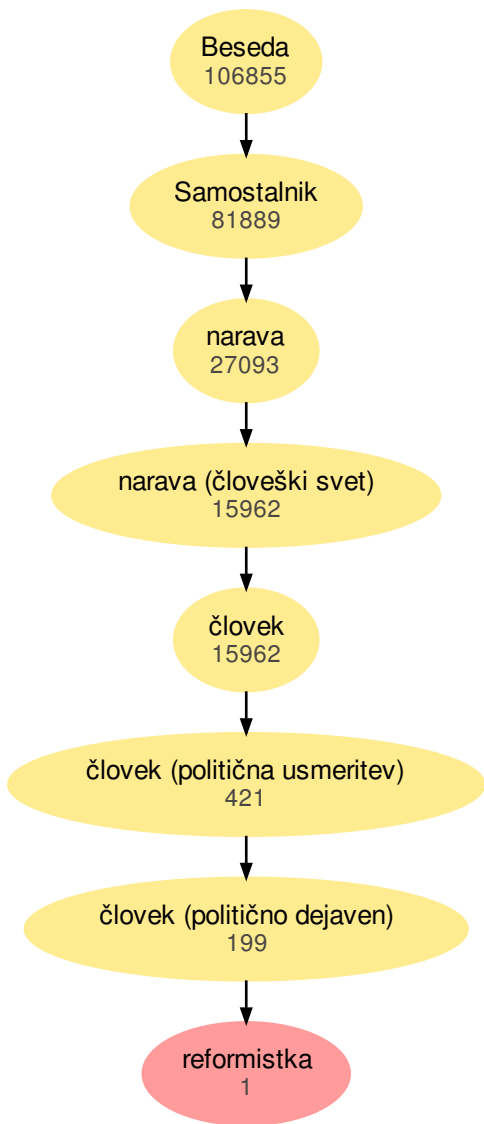 Beseda
106855
Samostalnik
81889
narava
27093
narava (človeški svet)
15962
človek
15962
človek (politična usmeritev)
421
človek (politično dejaven)
199
reformistka
1